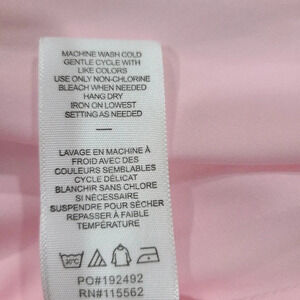 MACHINE WASH COLD
GENTLE CYCLE WITH
LIKE COLORS
USE ONLY NON-CHLORINE
BLEACH WHEN NEEDED
HANG DRY
IRON ON LOWEST
SETTING AS NEEDED
—
LAVAGE EN MACHINE À
FROID AVEC DES
COULEURS SEMBLABLES
CYCLE DÉLICAT
BLANCHIR SANS CHLORE
SI NÉCESSAIRE
SUSPENDRE POUR SÉCHER
REPASSER À FAIBLE
TEMPÉRATURE
30°C
PO#192492
RN#115562